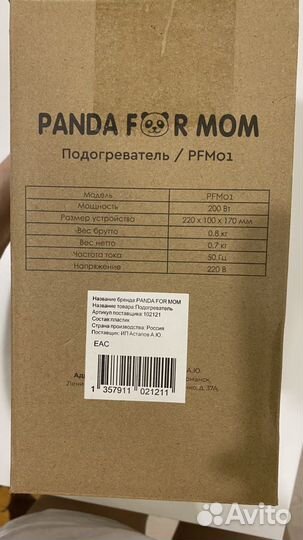 PANDA FOR MOM
Подогреватель / PFM01
Модель PFM01
Мощность 200 Вт
Размер устройства 220 x 100 x 170 мм
Вес брутто 0,8 кг
Вес нетто 0,7 кг
Частота тока 50 Гц
Напряжение 220 В
Название бренда:PANDA FOR MOM
Название товара:Подогреватель
Артикул поставщика: 102121
Состав:пластик
Страна производства: Россия
Поставщик: ИП Астапов А.Ю.
EAC
1 357911 021211
А.Ю.
Лени
37А
Avito